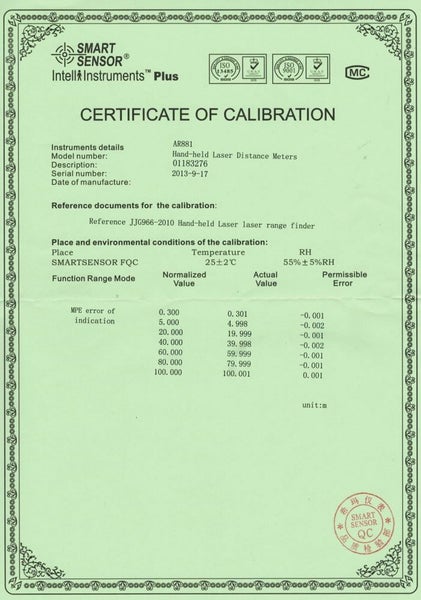 SMART
SENSOR®
Intell Instruments™ Plus
ISO
13485
ISO
9001
MC
CERTIFICATE OF CALIBRATION
Instruments details
AR881
Model number: Hand-held Laser Distance Meters
Description: 01183276
Serial number: 2013-9-17
Date of manufacture:
Reference documents for the calibration:
Reference JJG966-2010 Hand-held Laser laser range finder
Place and environmental conditions of the calibration:
Place Temperature RH
SMARTSENSOR FQC 25±2℃ 55%±5%RH
Function Range Mode Normalized Value Actual Value Permissible Error
MPE error of indication
0.300 0.301 -0.001
5.000 4.998 -0.002
20.000 19.999 -0.001
40.000 39.998 -0.002
60.000 59.999 -0.001
80.000 79.999 -0.001
100.000 100.001 0.001
unit:m
SMART
SENSOR
QC